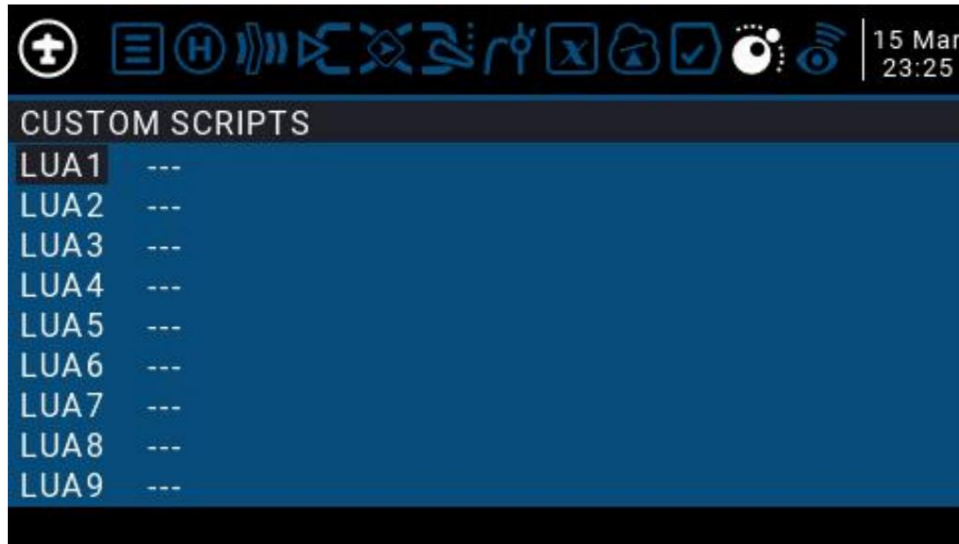 15 Mar
23:25
CUSTOM SCRIPTS
LUA1 ---
LUA2 ---
LUA3 ---
LUA4 ---
LUA5 ---
LUA6 ---
LUA7 ---
LUA8 ---
LUA9 ---